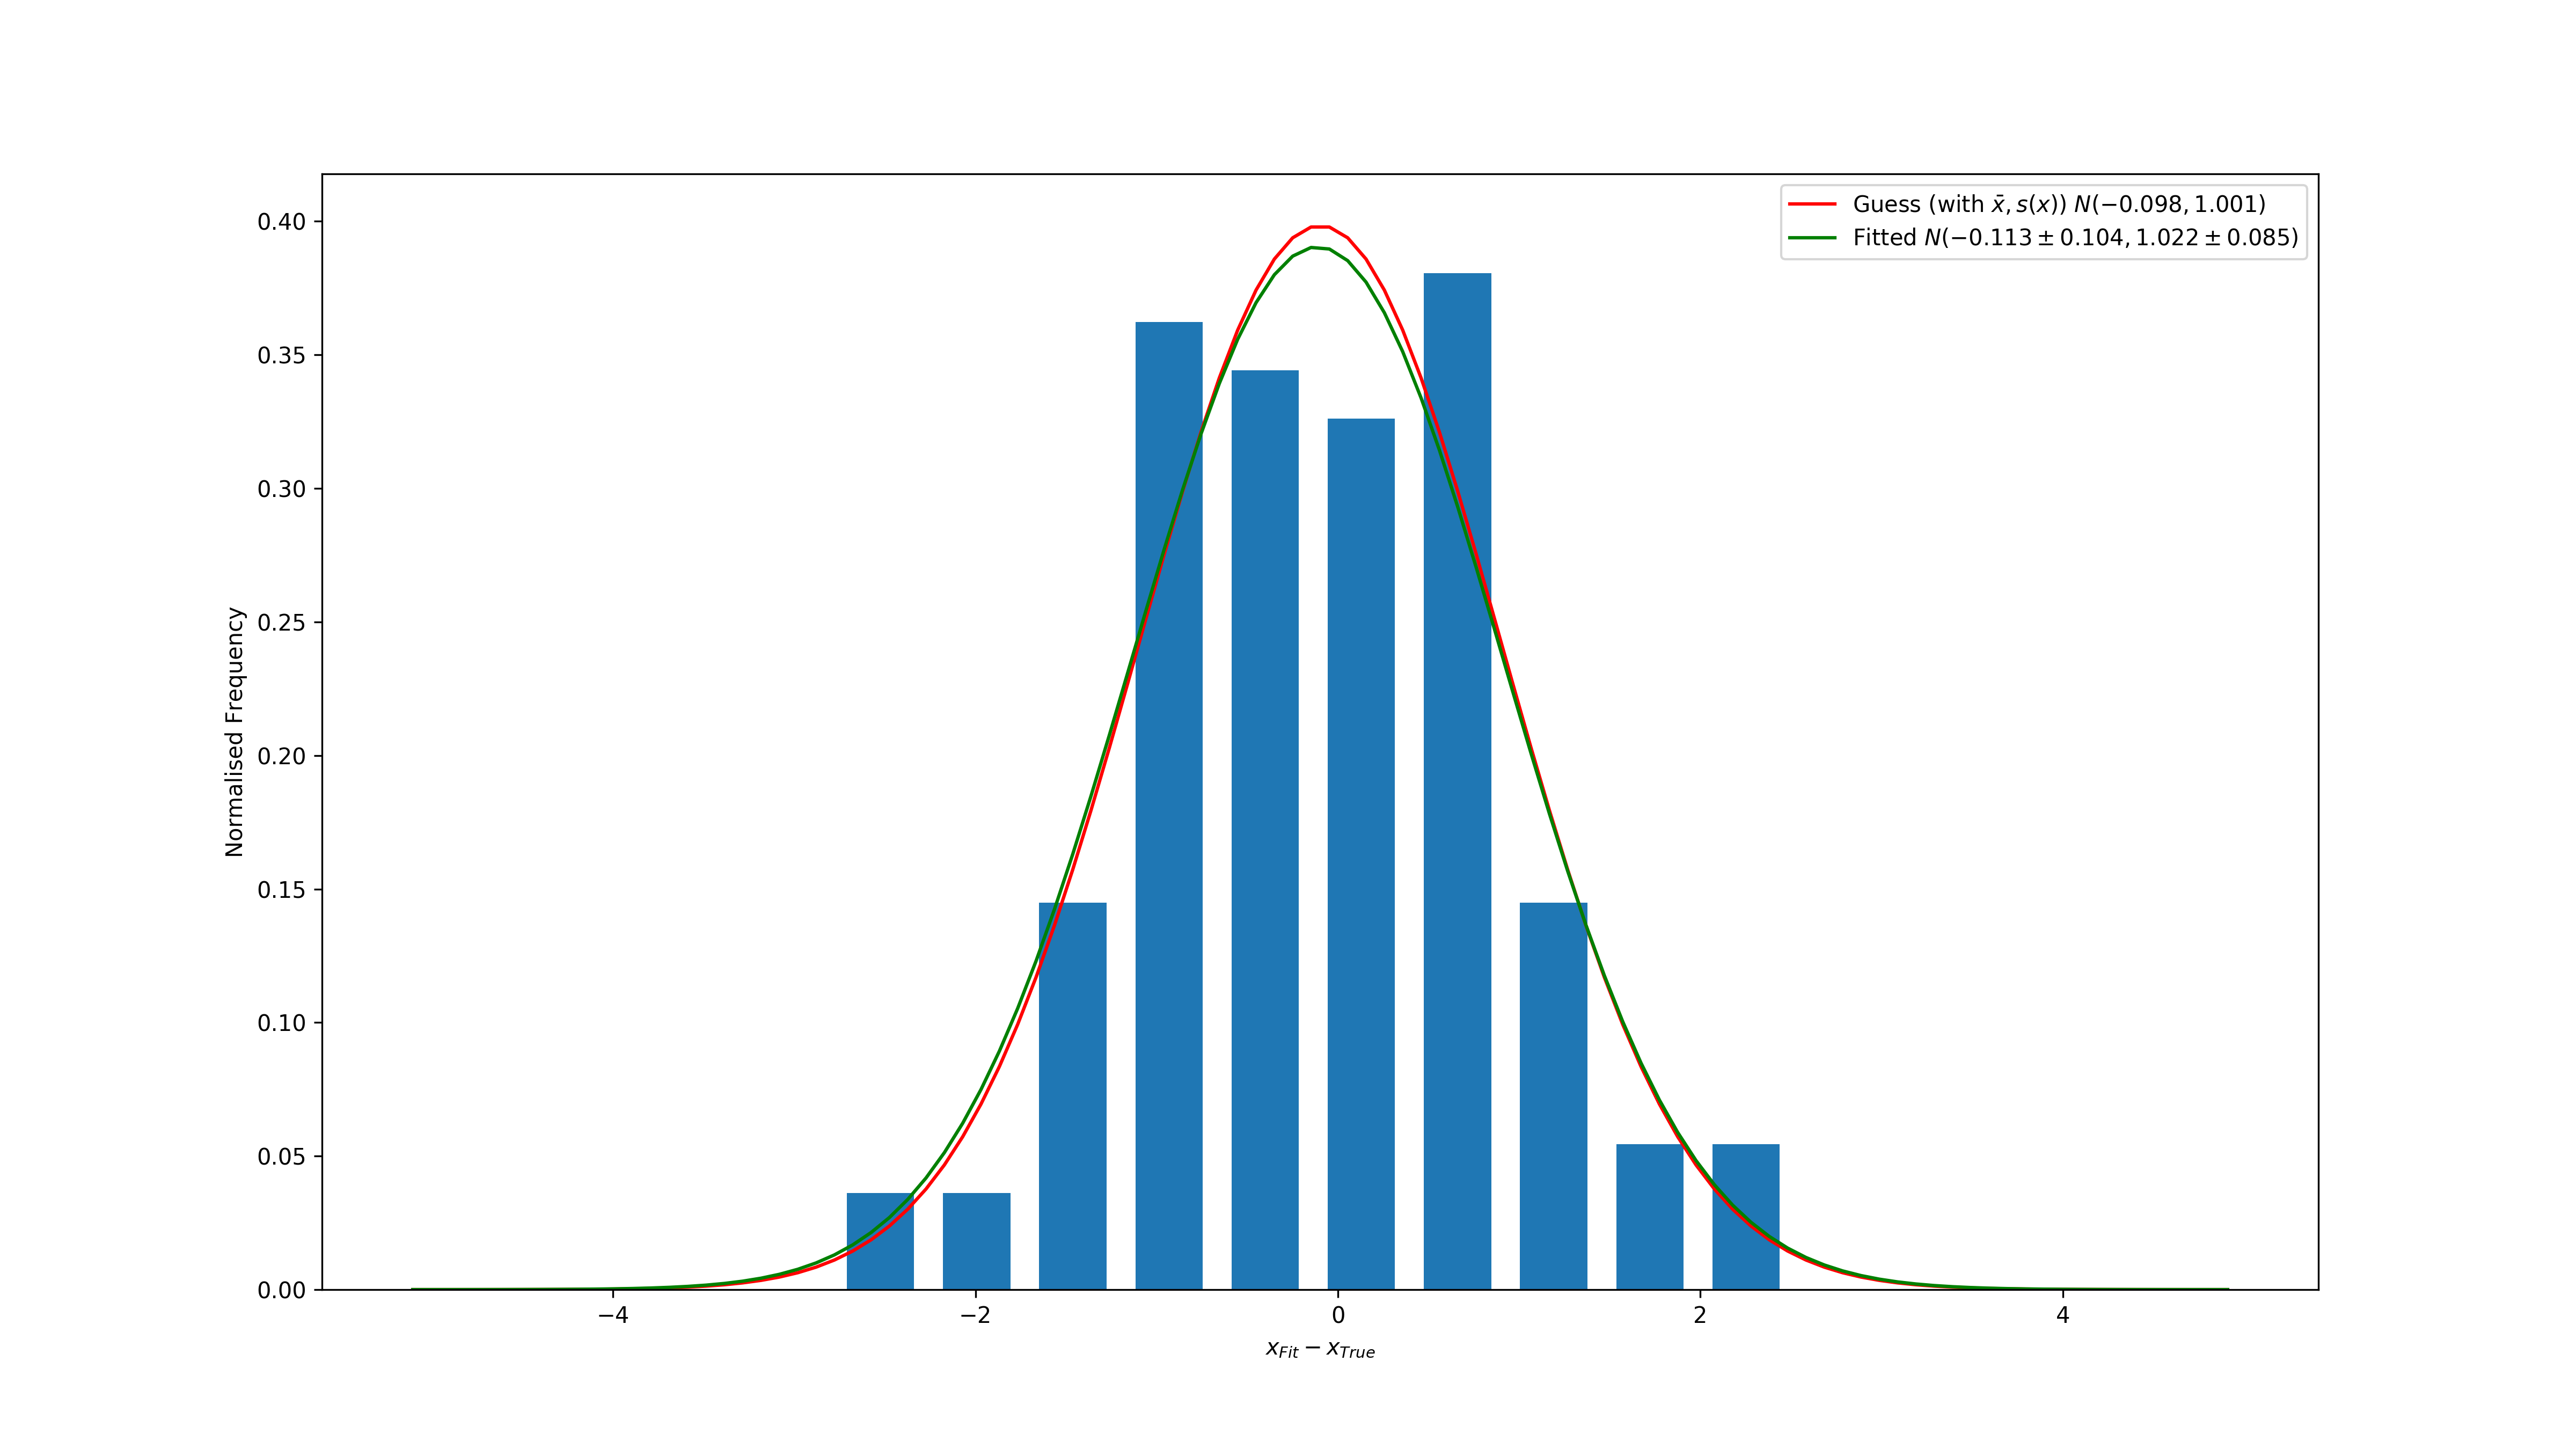 Guess (with x̄, s(x)) N(−0.098, 1.001)
Fitted N(−0.113 ± 0.104, 1.022 ± 0.085)
0.40
0.35
0.30
0.25
0.20
0.15
0.10
0.05
0.00
Normalised Frequency
−4 −2 0 2 4
x_Fit − x_True